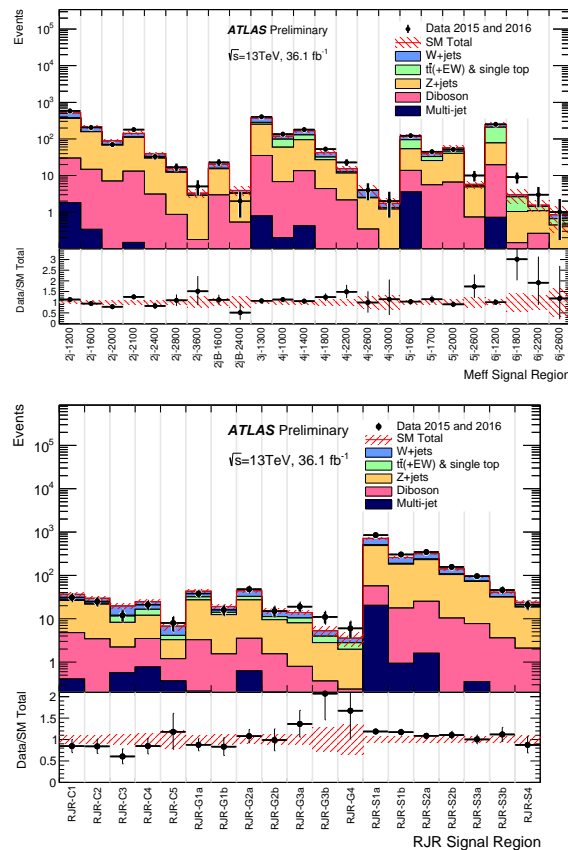 Events
10^5
10^4
10^3
10^2
10
1
ATLAS Preliminary
√s=13TeV, 36.1 fb^-1
Data 2015 and 2016
SM Total
W+jets
tt̄(+EW) & single top
Z+jets
Diboson
Multi-jet
Data/SM Total
3
2.5
2
1.5
1
0.5
0
2j-1200
2j-1600
2j-2000
2j-2100
2j-2400
2j-2800
2j-3600
2jB-1600
2jB-2400
3j-1300
4j-1000
4j-1400
4j-1800
4j-2200
4j-2600
4j-3000
5j-1600
5j-1700
5j-2000
5j-2600
6j-1200
6j-1800
6j-2200
6j-2600
Meff Signal Region
Events
10^5
10^4
10^3
10^2
10
1
ATLAS Preliminary
√s=13TeV, 36.1 fb^-1
Data 2015 and 2016
SM Total
W+jets
tt̄(+EW) & single top
Z+jets
Diboson
Multi-jet
Data/SM Total
2
1.5
1
0.5
0
RJR-C1
RJR-C2
RJR-C3
RJR-C4
RJR-C5
RJR-G1a
RJR-G1b
RJR-G2a
RJR-G2b
RJR-G3a
RJR-G3b
RJR-G4
RJR-S1a
RJR-S1b
RJR-S2a
RJR-S2b
RJR-S3a
RJR-S3b
RJR-S4
RJR Signal Region